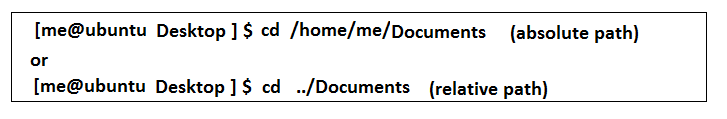 [me@ubuntu Desktop ] $ cd /home/me/Documents (absolute path)
or
[me@ubuntu Desktop ] $ cd ../Documents (relative path)